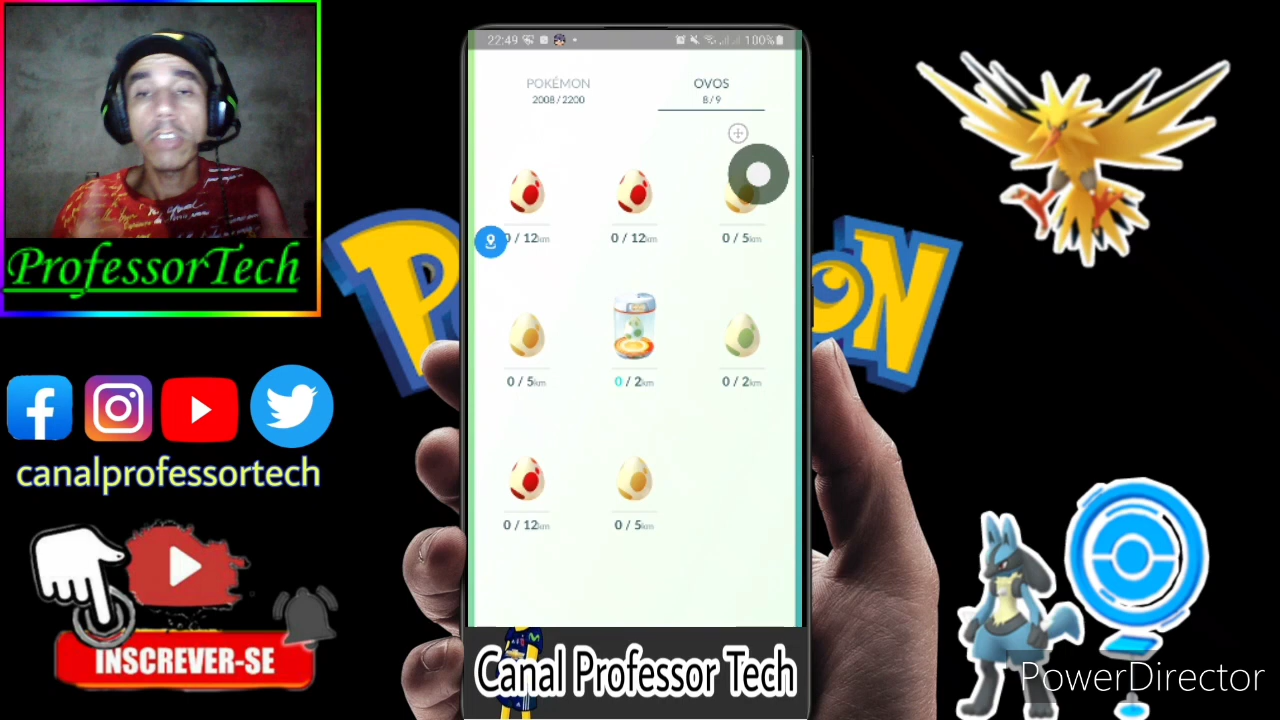 22:49
100%
POKÉMON
2008 / 2200
OVOS
8 / 9
0 / 12km
0 / 12km
0 / 5km
0 / 5km
0 / 2km
0 / 2km
0 / 12km
0 / 5km
ProfessorTech
canalprofessortech
INSCREVER-SE
P
ON
Canal Professor Tech
PowerDirector